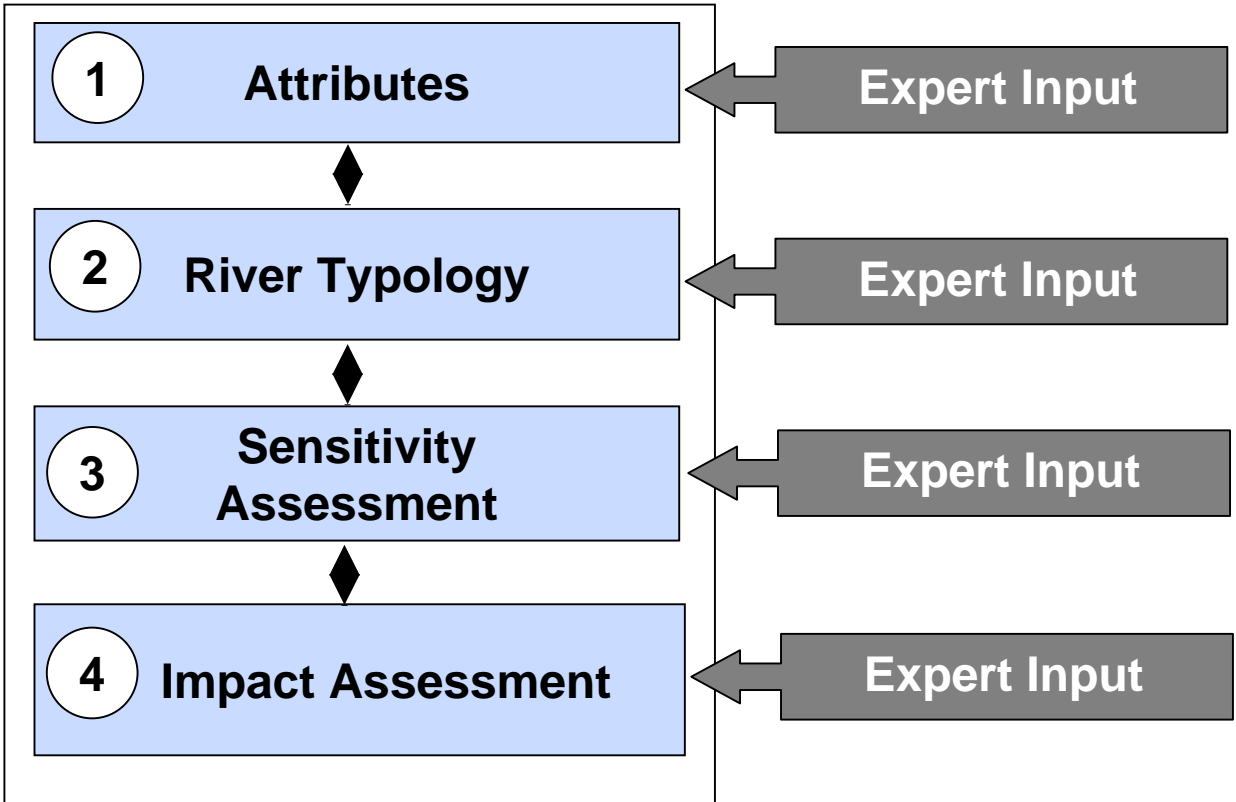 1
Attributes
Expert Input
2
River Typology
Expert Input
3
Sensitivity
Assessment
Expert Input
4
Impact Assessment
Expert Input